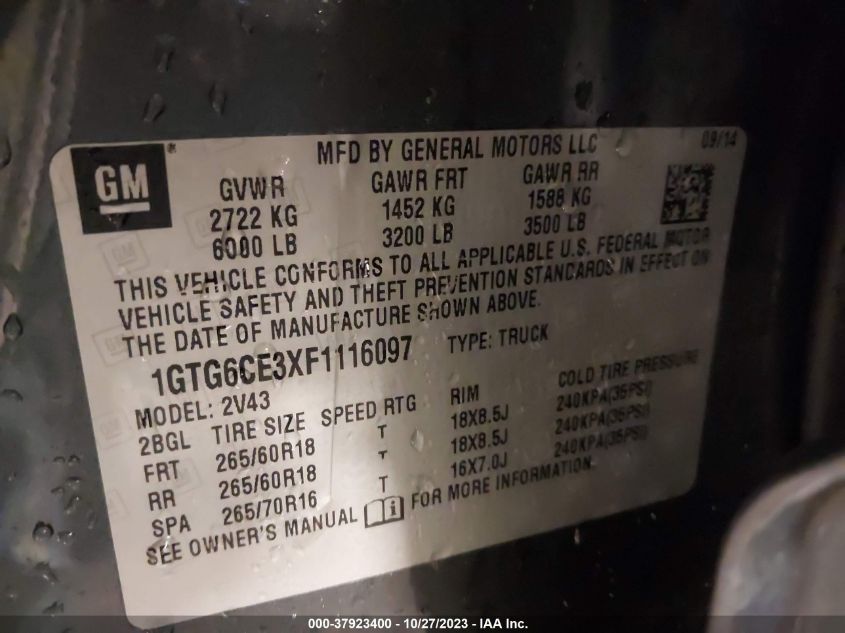 MFD BY GENERAL MOTORS LLC 09/14
GM
GVWR GAWR FRT GAWR RR
2722 KG 1452 KG 1588 KG
6000 LB 3200 LB 3500 LB
THIS VEHICLE CONFORMS TO ALL APPLICABLE U.S. FEDERAL MOTOR
VEHICLE SAFETY AND THEFT PREVENTION STANDARDS IN EFFECT ON
THE DATE OF MANUFACTURE SHOWN ABOVE.
1GTG6CE3XF1116097 TYPE: TRUCK
MODEL: 2V43
2BGL TIRE SIZE SPEED RTG RIM COLD TIRE PRESSURE
FRT 265/60R18 T 18X8.5J 240KPA(35PSI)
RR 265/60R18 T 18X8.5J 240KPA(35PSI)
SPA 265/70R16 T 16X7.0J 240KPA(35PSI)
SEE OWNER'S MANUAL i FOR MORE INFORMATION.
000-37923400 - 10/27/2023 - IAA Inc.